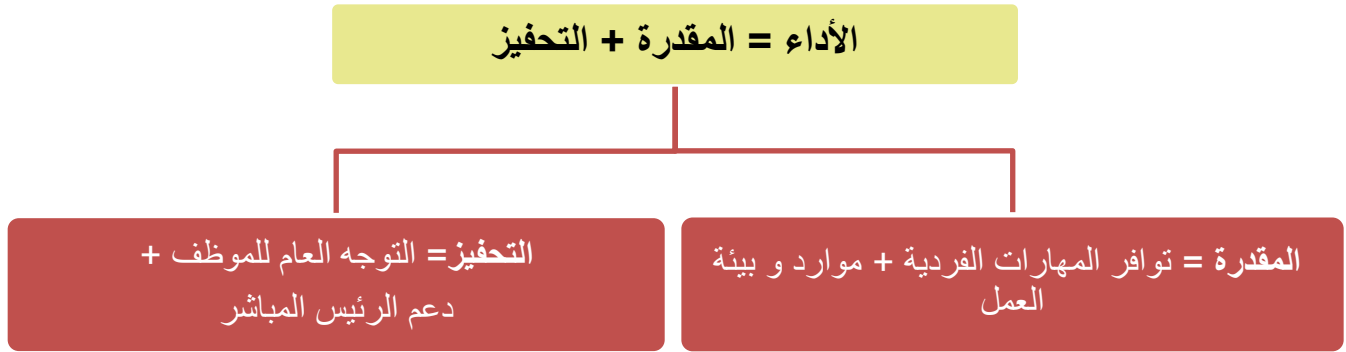 الأداء = المقدرة + التحفيز
المقدرة = توافر المهارات الفردية + موارد و بيئة
العمل
التحفيز= التوجه العام للموظف +
دعم الرئيس المباشر